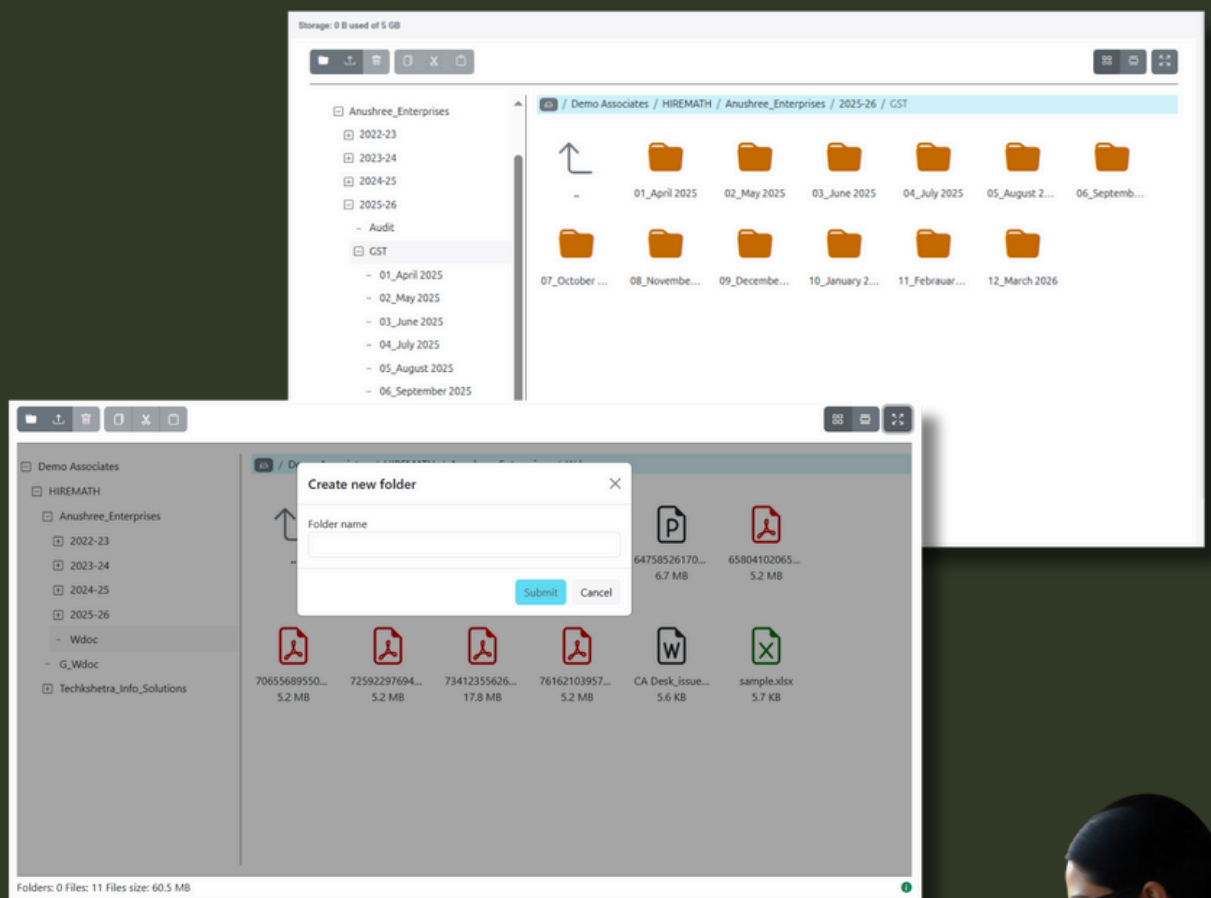 Storage: 0 B used of 5 GB
/ Demo Associates / HIREMATH / Anushree_Enterprises / 2025-26 / GST
Anushree_Enterprises
2022-23
2023-24
2024-25
2025-26
Audit
GST
01_April 2025
02_May 2025
03_June 2025
04_July 2025
05_August 2025
06_September 2025
..
01_April 2025
02_May 2025
03_June 2025
04_July 2025
05_August 2...
06_Septemb...
07_October ...
08_Novembe...
09_Decembe...
10_January 2...
11_Febrauar...
12_March 2026
Demo Associates
HIREMATH
Anushree_Enterprises
2022-23
2023-24
2024-25
2025-26
Wdoc
G_Wdoc
Techkshetra_Info_Solutions
Create new folder
Folder name
Submit
Cancel
P
64758526170...
6.7 MB
65804102065...
5.2 MB
70655689550...
5.2 MB
72592297694...
5.2 MB
73412355626...
17.8 MB
76162103957...
5.2 MB
W
CA Desk_issue...
5.6 KB
X
sample.xlsx
5.7 KB
Folders: 0 Files: 11 Files size: 60.5 MB